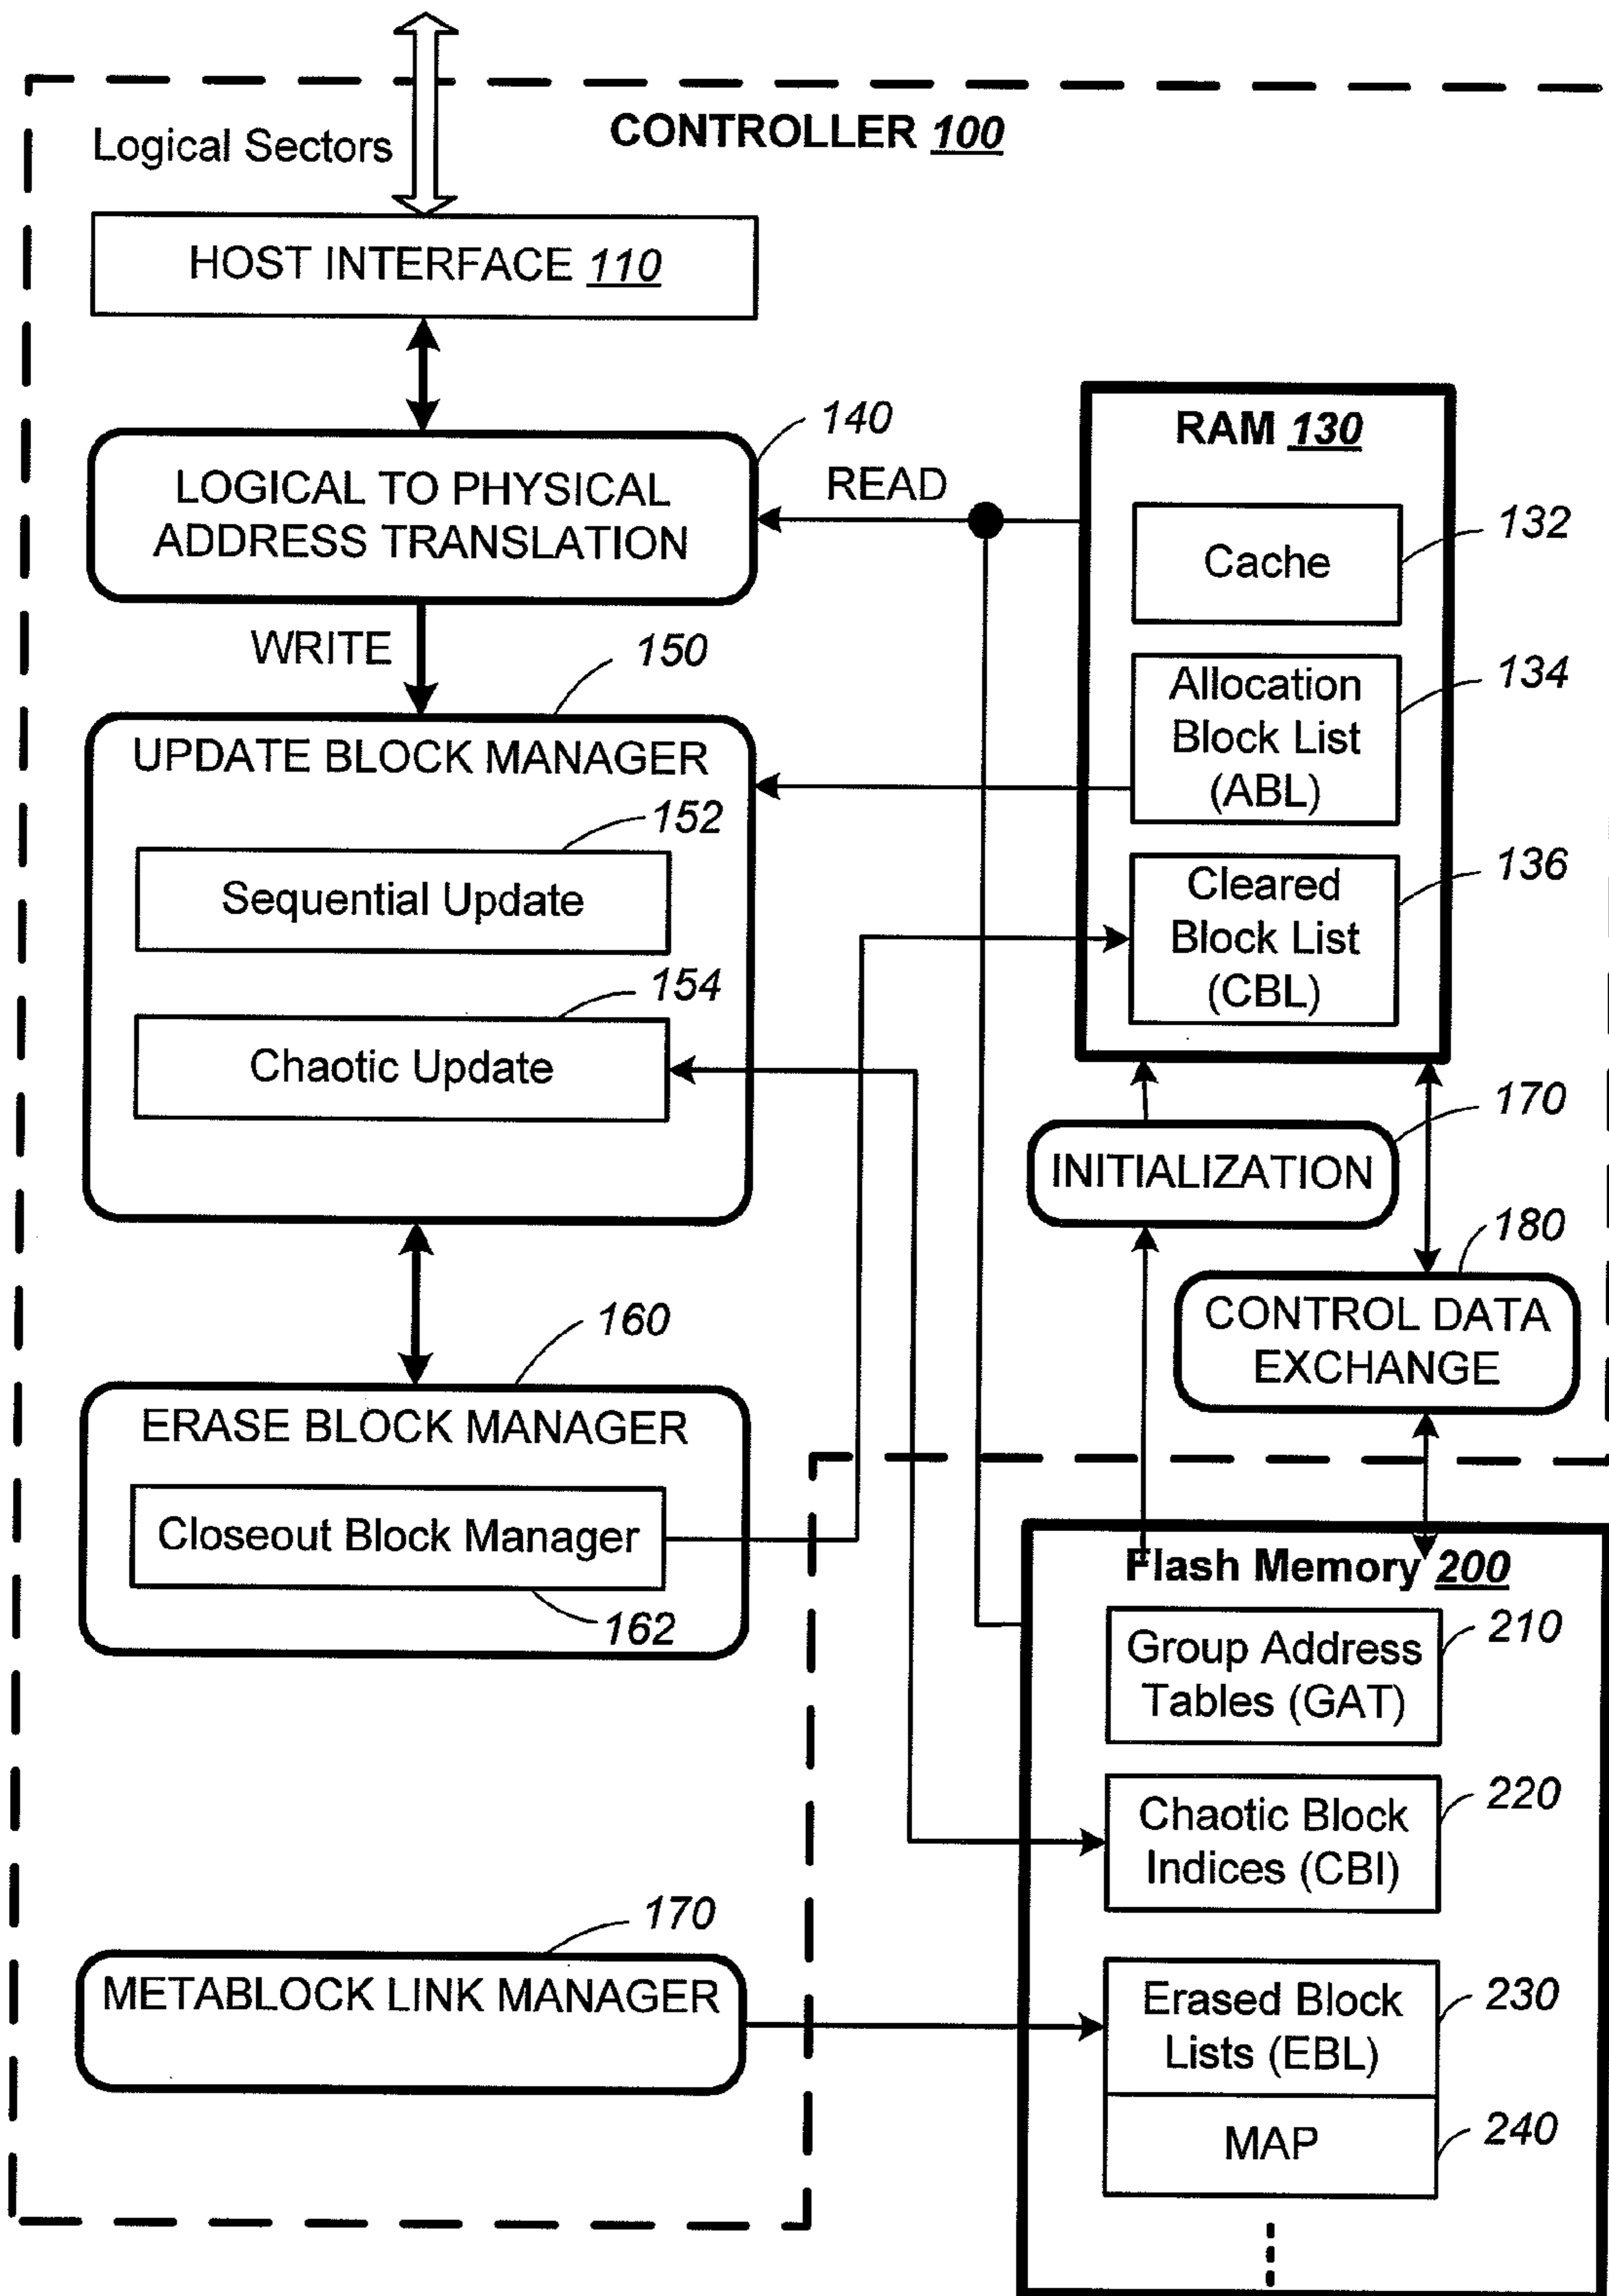 Logical Sectors
CONTROLLER 100
HOST INTERFACE 110
140
LOGICAL TO PHYSICAL
ADDRESS TRANSLATION
READ
WRITE
150
UPDATE BLOCK MANAGER
152
Sequential Update
154
Chaotic Update
160
ERASE BLOCK MANAGER
Closeout Block Manager
162
170
METABLOCK LINK MANAGER
RAM 130
Cache
132
Allocation
Block List
(ABL)
134
Cleared
Block List
(CBL)
136
170
INITIALIZATION
180
CONTROL DATA
EXCHANGE
Flash Memory 200
Group Address
Tables (GAT)
210
Chaotic Block
Indices (CBI)
220
Erased Block
Lists (EBL)
230
MAP
240